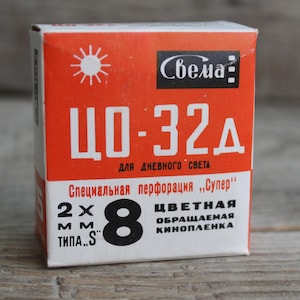 Свема
ЦО-32д
ДЛЯ ДНЕВНОГО СВЕТА
Специальная перфорация „Супер"
2×8 ЦВЕТНАЯ
ММ ОБРАЩАЕМАЯ
ТИПА„S" КИНОПЛЕНКА